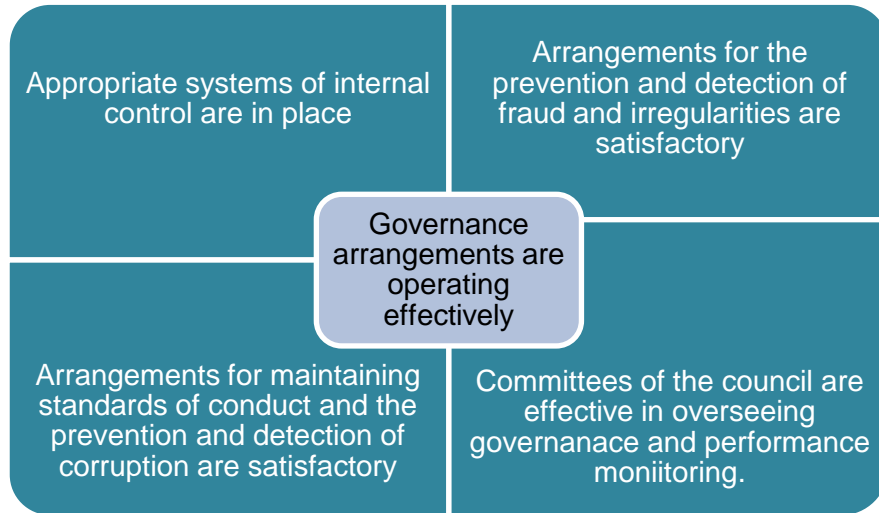 Appropriate systems of internal
control are in place
Arrangements for the
prevention and detection of
fraud and irregularities are
satisfactory
Governance
arrangements are
operating
effectively
Arrangements for maintaining
standards of conduct and the
prevention and detection of
corruption are satisfactory
Committees of the council are
effective in overseeing
governanace and performance
moniitoring.